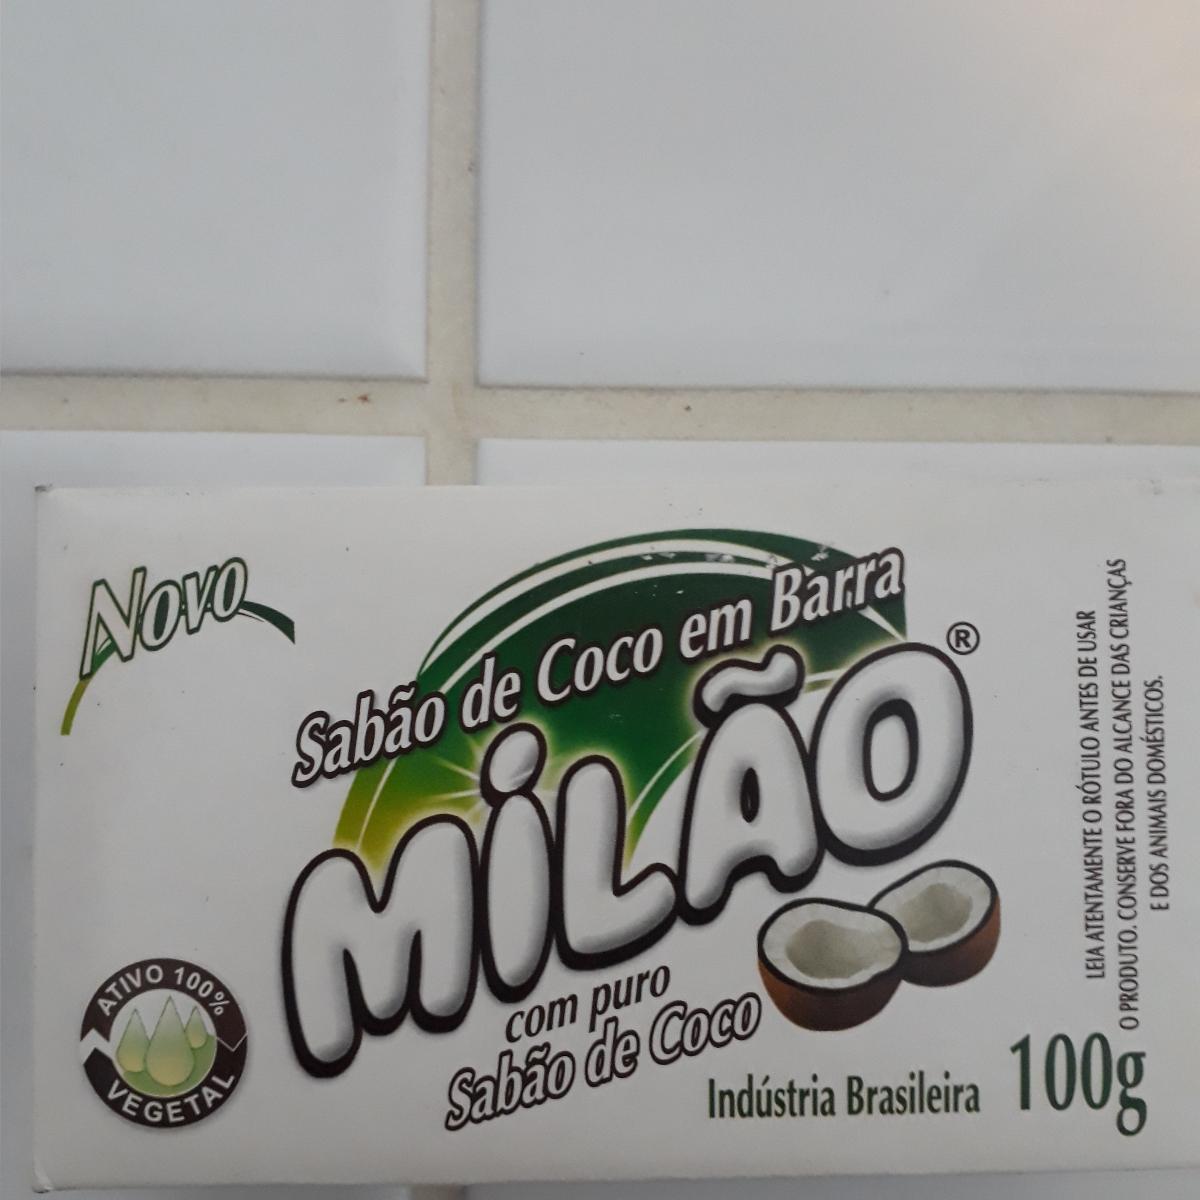 Novo
Sabão de Coco em Barra
MiLÃO®
com puro
Sabão de Coco
ATIVO 100%
VEGETAL
Indústria Brasileira
100g
LEIA ATENTAMENTE O RÓTULO ANTES DE USAR
O PRODUTO. CONSERVE FORA DO ALCANCE DAS CRIANÇAS
E DOS ANIMAIS DOMÉSTICOS.